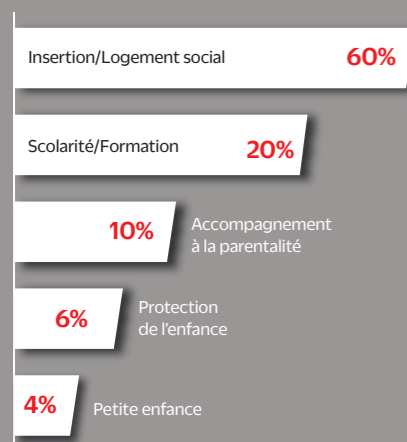 Insertion/Logement social 60%
Scolarité/Formation 20%
10% Accompagnement
à la parentalité
6% Protection
de l'enfance
4% Petite enfance